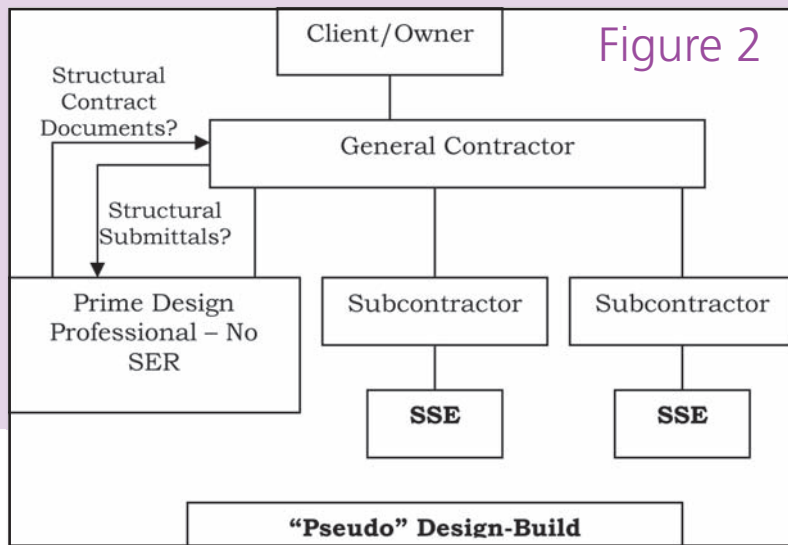 Client/Owner
Figure 2
Structural
Contract
Documents?
General Contractor
Structural
Submittals?
Prime Design
Professional – No
SER
Subcontractor
Subcontractor
SSE
SSE
“Pseudo” Design-Build